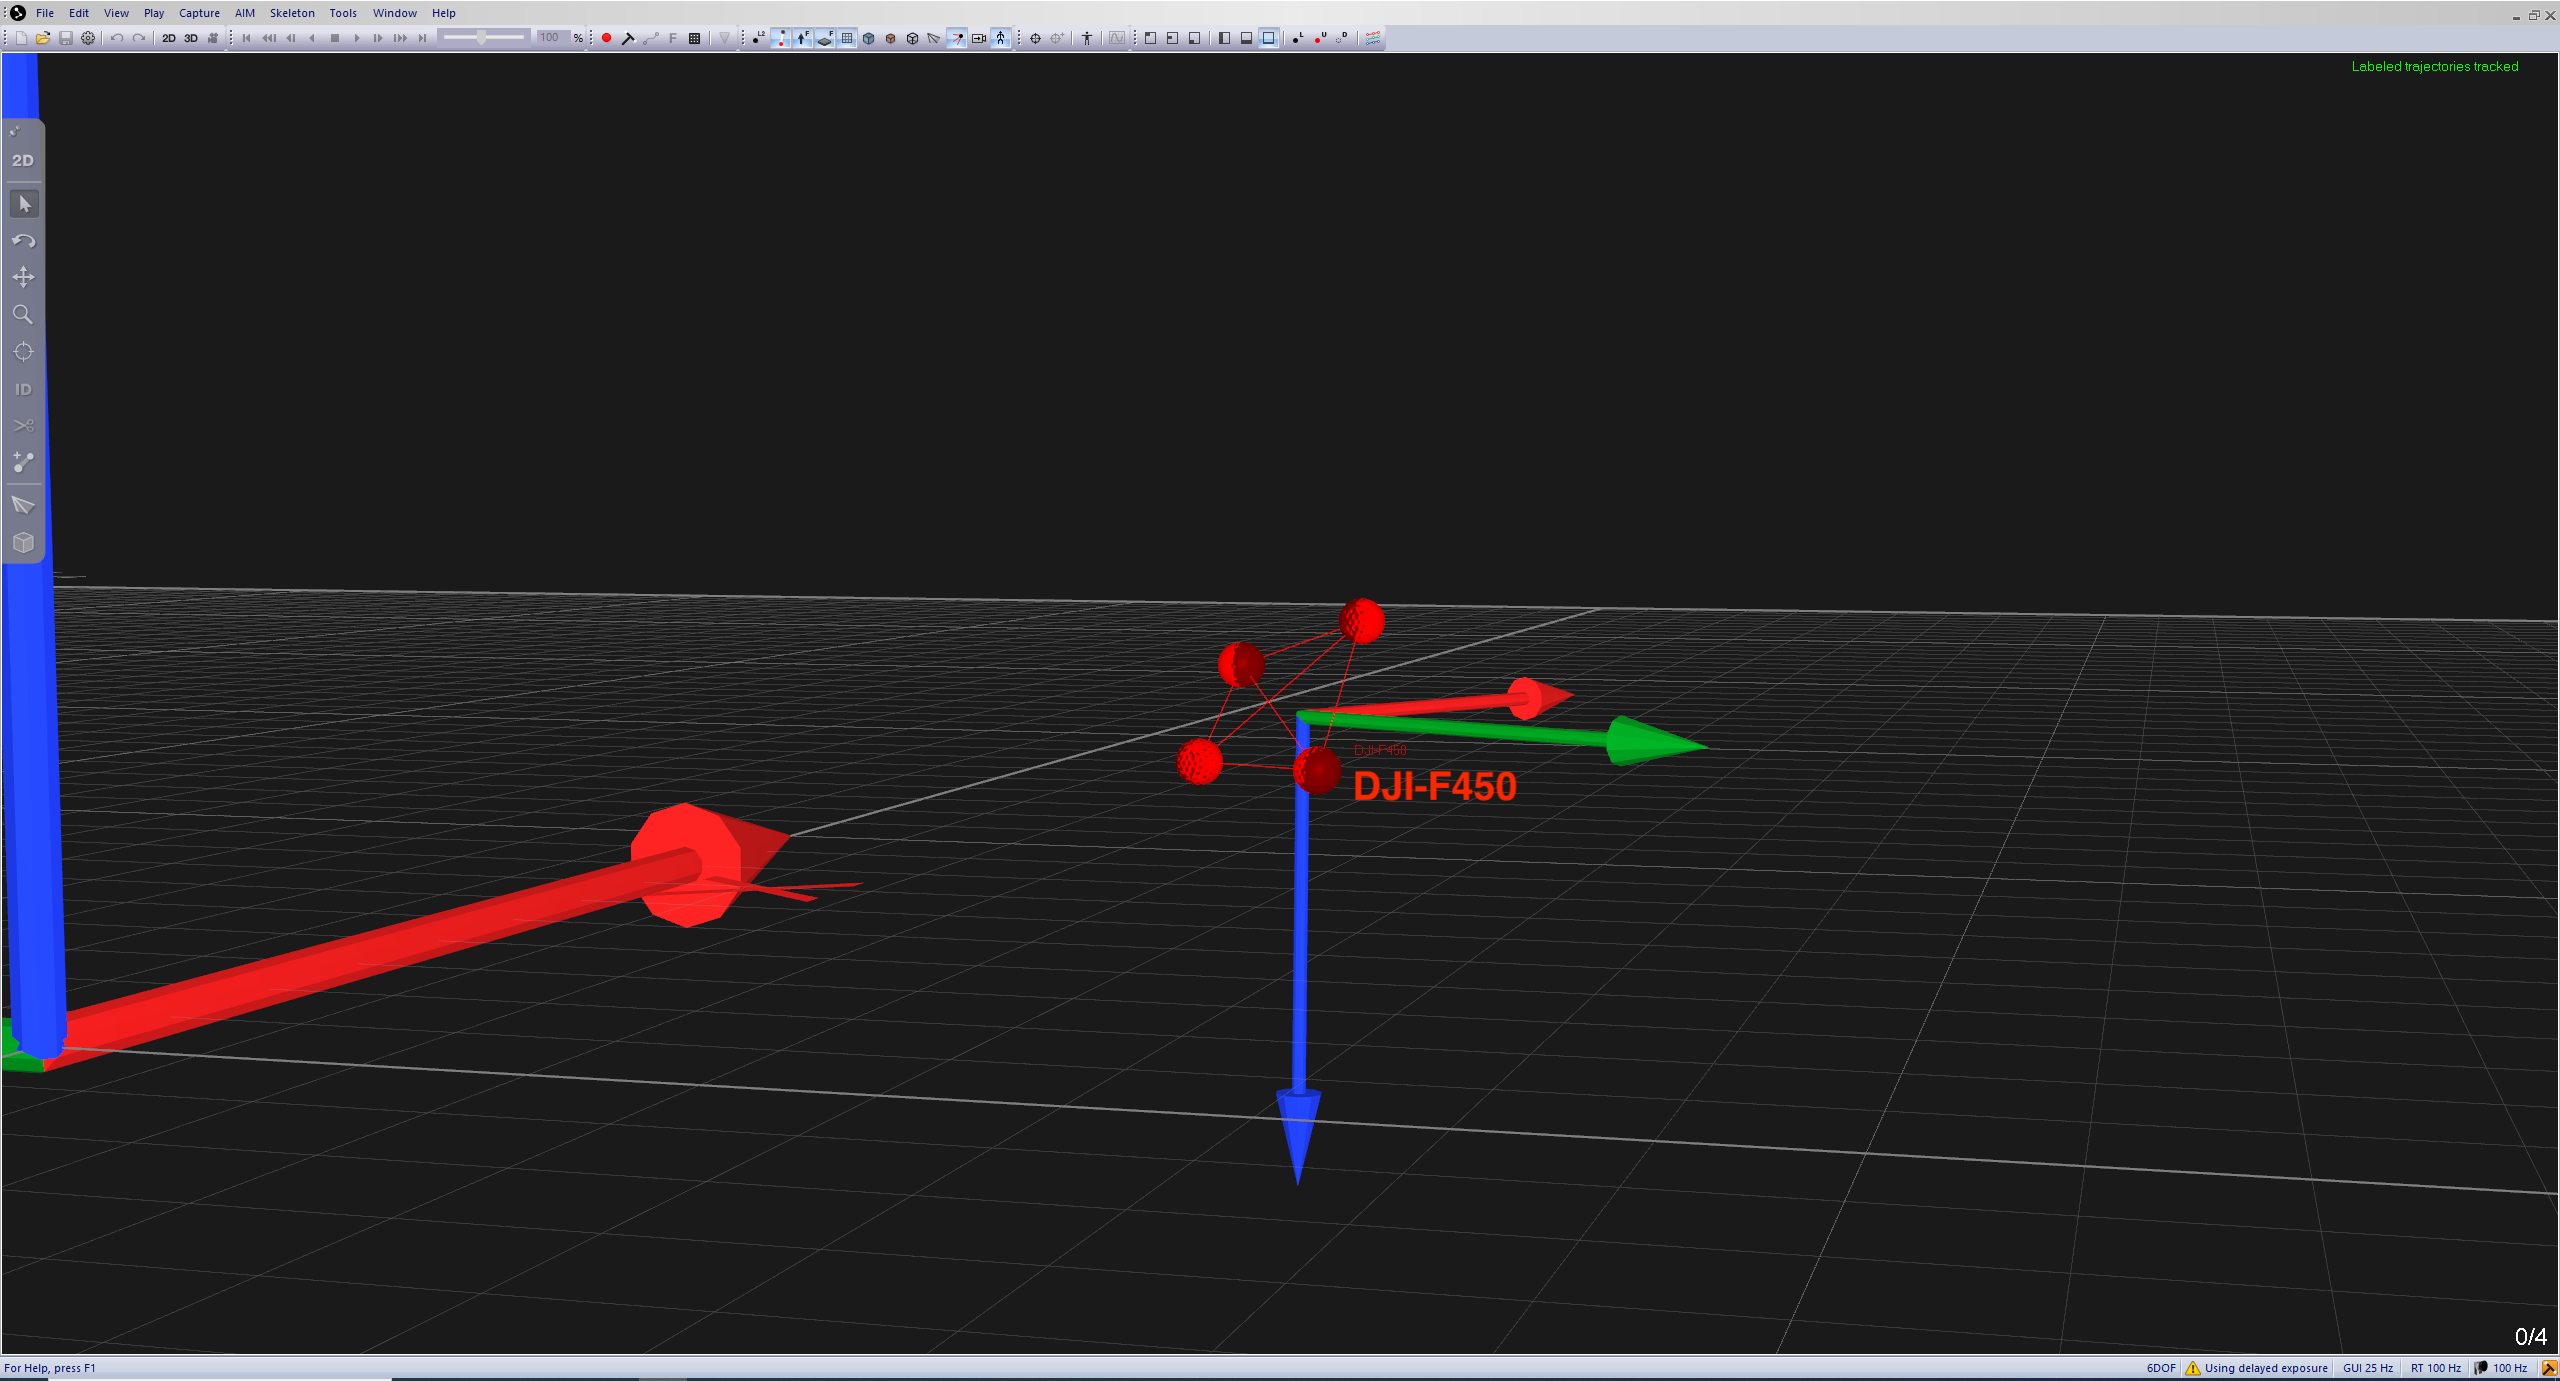 File Edit View Play Capture AIM Skeleton Tools Window Help
2D 3D 100 % F L2 F F L U D
Labeled trajectories tracked
2D
ID
DJI-F450
DJI-F450
0/4
For Help, press F1 6DOF Using delayed exposure GUI 25 Hz RT 100 Hz 100 Hz